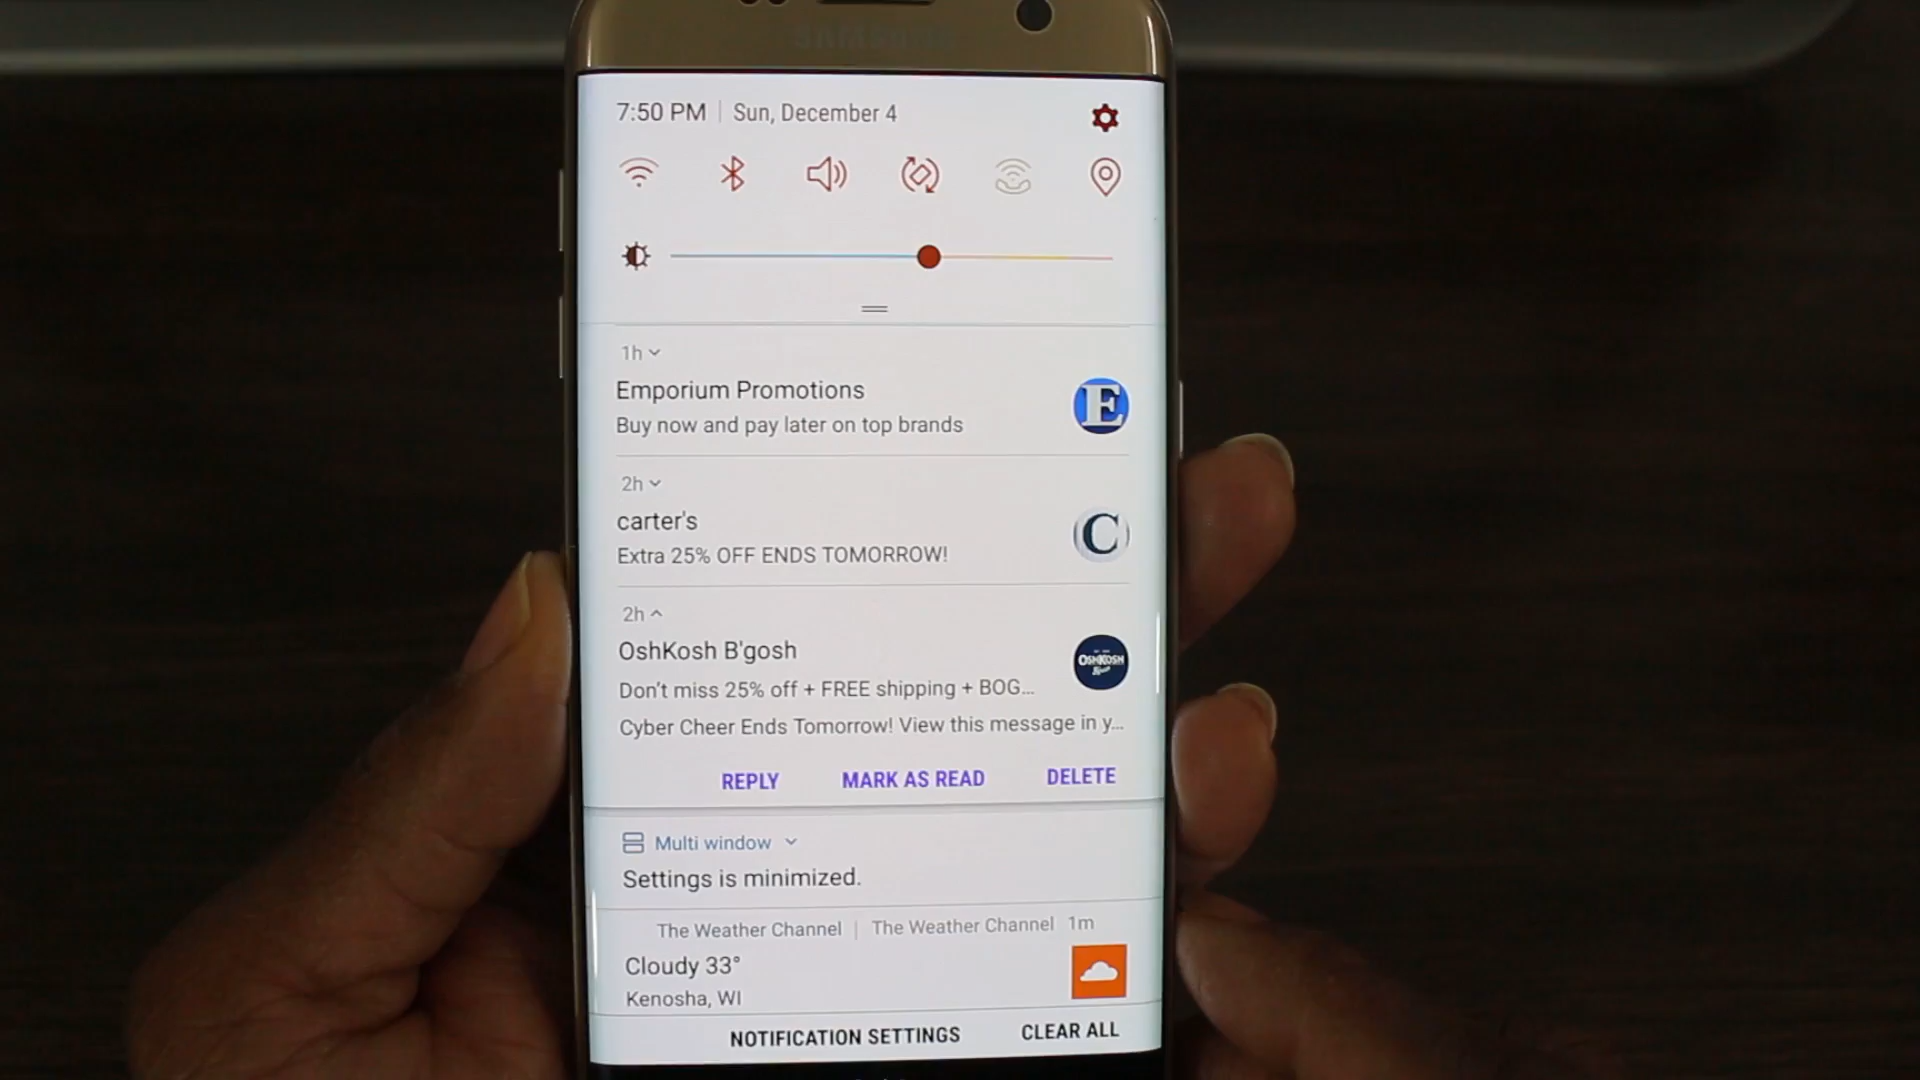 SAMSUNG
7:50 PM | Sun, December 4
1h
Emporium Promotions
Buy now and pay later on top brands
E
2h
carter's
Extra 25% OFF ENDS TOMORROW!
C
2h
OshKosh B'gosh
Don't miss 25% off + FREE shipping + BOG...
OSHKOSH
Cyber Cheer Ends Tomorrow! View this message in y...
REPLY MARK AS READ DELETE
Multi window
Settings is minimized.
The Weather Channel | The Weather Channel 1m
Cloudy 33°
Kenosha, WI
NOTIFICATION SETTINGS CLEAR ALL